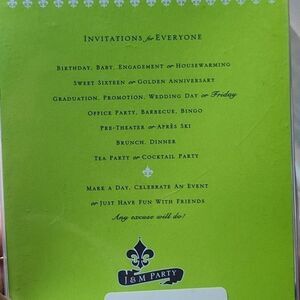 INVITATIONS for EVERYONE
BIRTHDAY, BABY, ENGAGEMENT or HOUSEWARMING
SWEET SIXTEEN or GOLDEN ANNIVERSARY
GRADUATION, PROMOTION, WEDDING DAY or Friday
OFFICE PARTY, BARBECUE, BINGO
PRE-THEATER or APRÈS SKI
BRUNCH, DINNER
TEA PARTY or COCKTAIL PARTY
MAKE A DAY, CELEBRATE AN EVENT
or JUST HAVE FUN WITH FRIENDS
Any excuse will do!
J & M PARTY